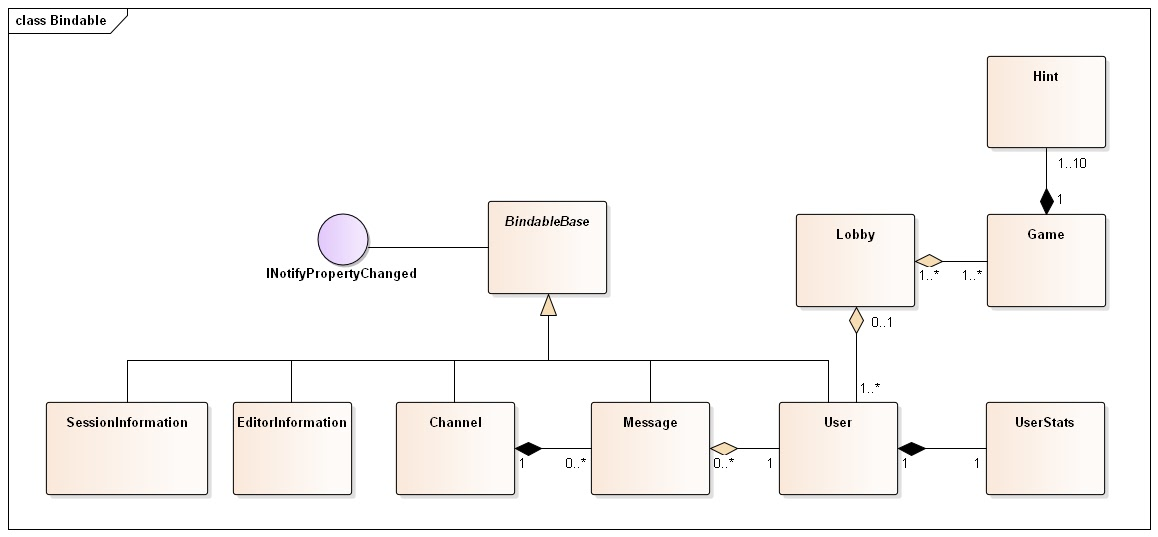 class Bindable
Hint
1..10
1
BindableBase
Lobby
Game
INotifyPropertyChanged
1..*
1..*
0..1
1..*
SessionInformation
EditorInformation
Channel
Message
User
UserStats
1
0..*
0..*
1
1
1